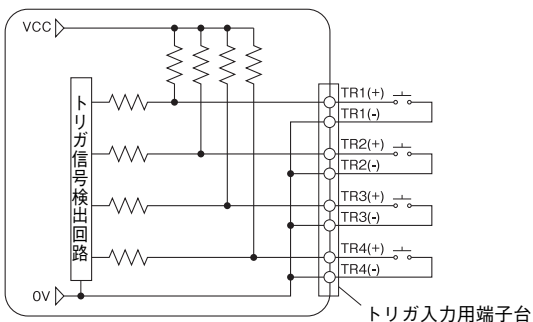 VCC
トリガ信号検出回路
TR1(+)
TR1(-)
TR2(+)
TR2(-)
TR3(+)
TR3(-)
TR4(+)
TR4(-)
0V
トリガ入力用端子台